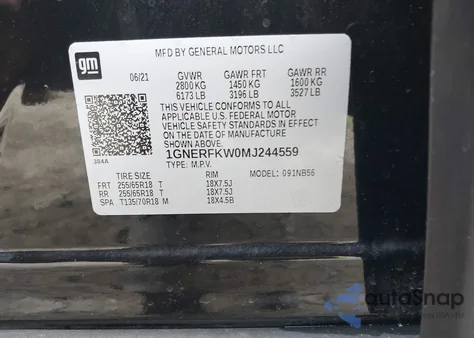 gm
MFD BY GENERAL MOTORS LLC
06/21 GVWR GAWR FRT GAWR RR
2800 KG 1450 KG 1600 KG
6173 LB 3196 LB 3527 LB
THIS VEHICLE CONFORMS TO ALL
APPLICABLE U.S. FEDERAL MOTOR
VEHICLE SAFETY STANDARDS IN EFFECT
ON THE DATE OF MANUFACTURE SHOWN
ABOVE.
394A 1GNERFKW0MJ244559
TYPE: M.P.V. MODEL: 091NB56
TIRE SIZE RIM
FRT 255/65R18 T 18X7.5J
RR 255/65R18 T 18X7.5J
SPA T135/70R18 M 18X4.5B
autoSnap